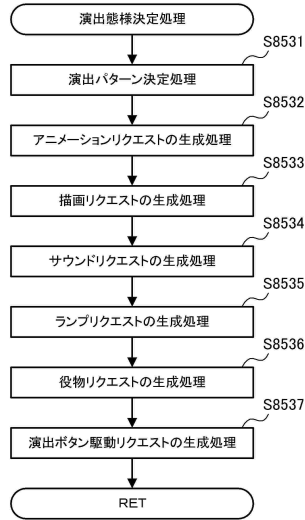 演出態様決定処理
S8531
演出パターン決定処理
S8532
アニメーションリクエストの生成処理
S8533
描画リクエストの生成処理
S8534
サウンドリクエストの生成処理
S8535
ランプリクエストの生成処理
S8536
役物リクエストの生成処理
S8537
演出ボタン駆動リクエストの生成処理
RET